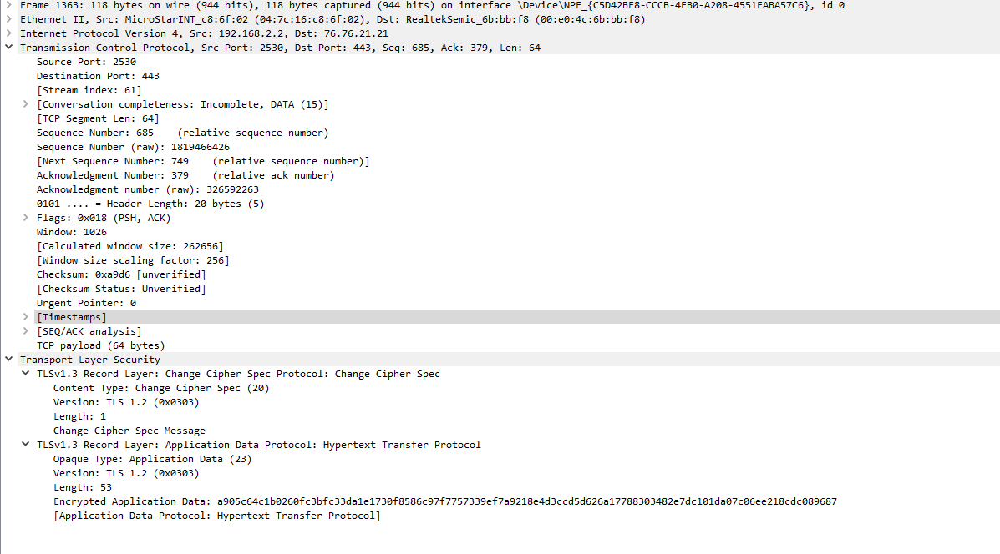 Frame 1363: 118 bytes on wire (944 bits), 118 bytes captured (944 bits) on interface \Device\NPF_{C5D42BE8-CCCB-4FB0-A208-4551FABA57C6}, id 0
Ethernet II, Src: MicroStarINT_c8:6f:02 (04:7c:16:c8:6f:02), Dst: RealtekSemic_6b:bb:f8 (00:e0:4c:6b:bb:f8)
Internet Protocol Version 4, Src: 192.168.2.2, Dst: 76.76.21.21
Transmission Control Protocol, Src Port: 2530, Dst Port: 443, Seq: 685, Ack: 379, Len: 64
Source Port: 2530
Destination Port: 443
[Stream index: 61]
[Conversation completeness: Incomplete, DATA (15)]
[TCP Segment Len: 64]
Sequence Number: 685    (relative sequence number)
Sequence Number (raw): 1819466426
[Next Sequence Number: 749    (relative sequence number)]
Acknowledgment Number: 379    (relative ack number)
Acknowledgment number (raw): 326592263
0101 .... = Header Length: 20 bytes (5)
Flags: 0x018 (PSH, ACK)
Window: 1026
[Calculated window size: 262656]
[Window size scaling factor: 256]
Checksum: 0xa9d6 [unverified]
[Checksum Status: Unverified]
Urgent Pointer: 0
[Timestamps]
[SEQ/ACK analysis]
TCP payload (64 bytes)
Transport Layer Security
TLSv1.3 Record Layer: Change Cipher Spec Protocol: Change Cipher Spec
Content Type: Change Cipher Spec (20)
Version: TLS 1.2 (0x0303)
Length: 1
Change Cipher Spec Message
TLSv1.3 Record Layer: Application Data Protocol: Hypertext Transfer Protocol
Opaque Type: Application Data (23)
Version: TLS 1.2 (0x0303)
Length: 53
Encrypted Application Data: a905c64c1b0260fc3bfc33da1e1730f8586c97f7757339ef7a9218e4d3ccd5d626a17788303482e7dc101da07c06ee218cdc089687
[Application Data Protocol: Hypertext Transfer Protocol]